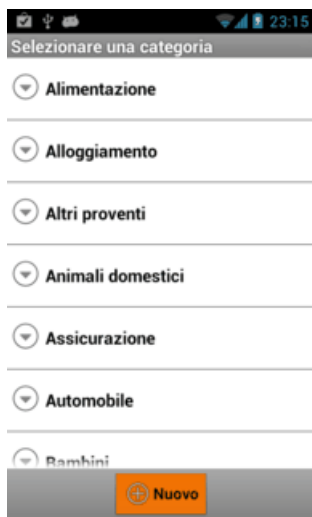 23:15
Selezionare una categoria
Alimentazione
Alloggiamento
Altri proventi
Animali domestici
Assicurazione
Automobile
Bambini
Nuovo